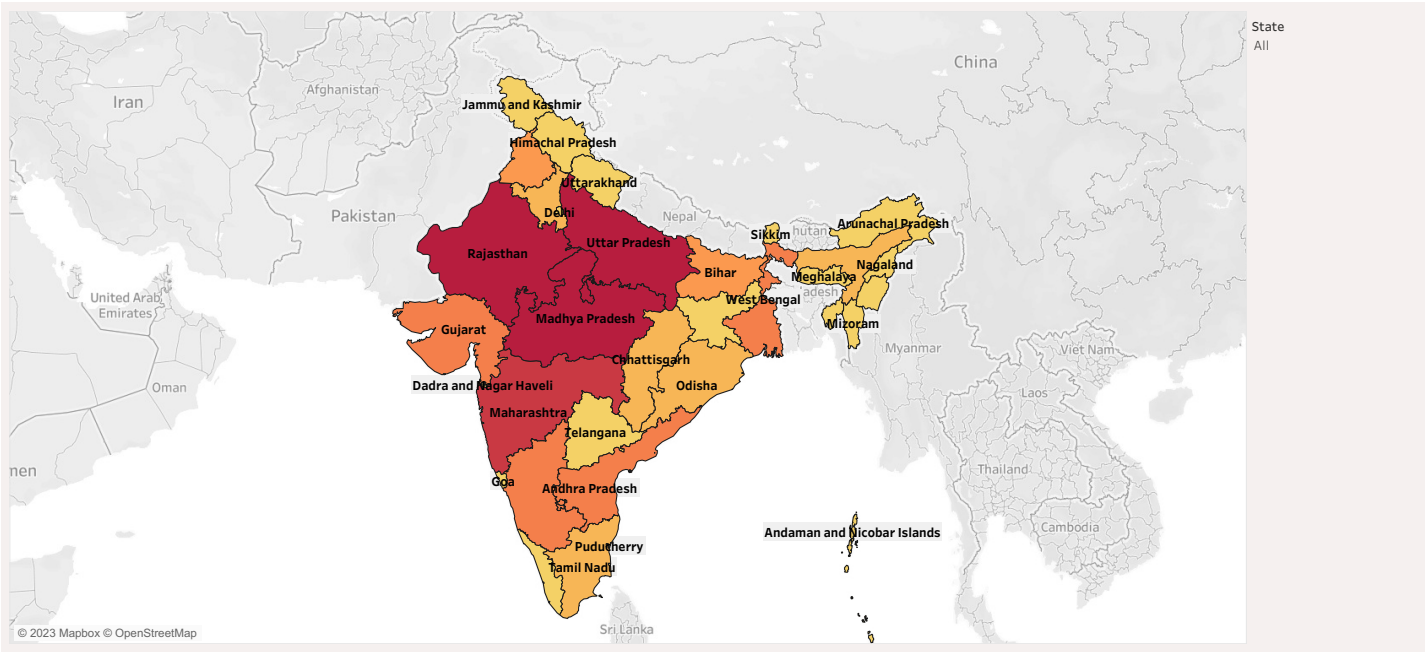 State
All
China
Iran
Afghanistan
Jammu and Kashmir
Himachal Pradesh
Uttarakhand
Pakistan
Delhi
Nepal
Sikkim
hutan
Arunachal Pradesh
Uttar Pradesh
Rajasthan
Bihar
Nagaland
Meghalaya
adesh
United Arab
Emirates
West Bengal
Madhya Pradesh
Gujarat
Mizoram
Myanmar
Viet Nam
Chhattisgarh
Oman
Dadra and Nagar Haveli
Odisha
Laos
Maharashtra
Telangana
men
Thailand
Goa
Andhra Pradesh
Andaman and Nicobar Islands
Cambodia
Puducherry
Tamil Nadu
Sri Lanka
© 2023 Mapbox © OpenStreetMap